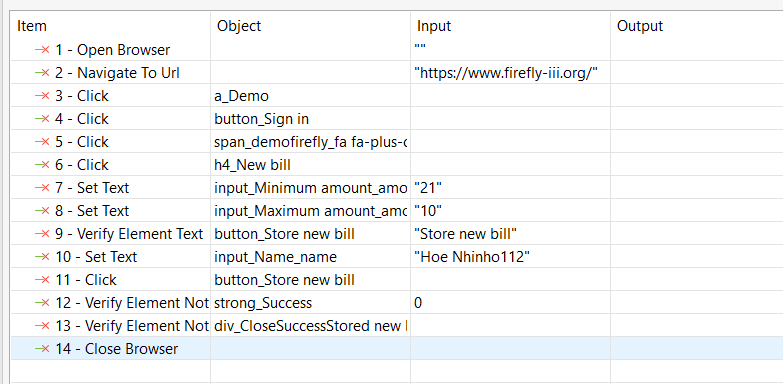 Item Object Input Output
1 - Open Browser ""
2 - Navigate To Url "https://www.firefly-iii.org/"
3 - Click a_Demo
4 - Click button_Sign in
5 - Click span_demofirefly_fa fa-plus-c
6 - Click h4_New bill
7 - Set Text input_Minimum amount_amo "21"
8 - Set Text input_Maximum amount_amo "10"
9 - Verify Element Text button_Store new bill "Store new bill"
10 - Set Text input_Name_name "Hoe Nhinho112"
11 - Click button_Store new bill
12 - Verify Element Not strong_Success 0
13 - Verify Element Not div_CloseSuccessStored new
14 - Close Browser